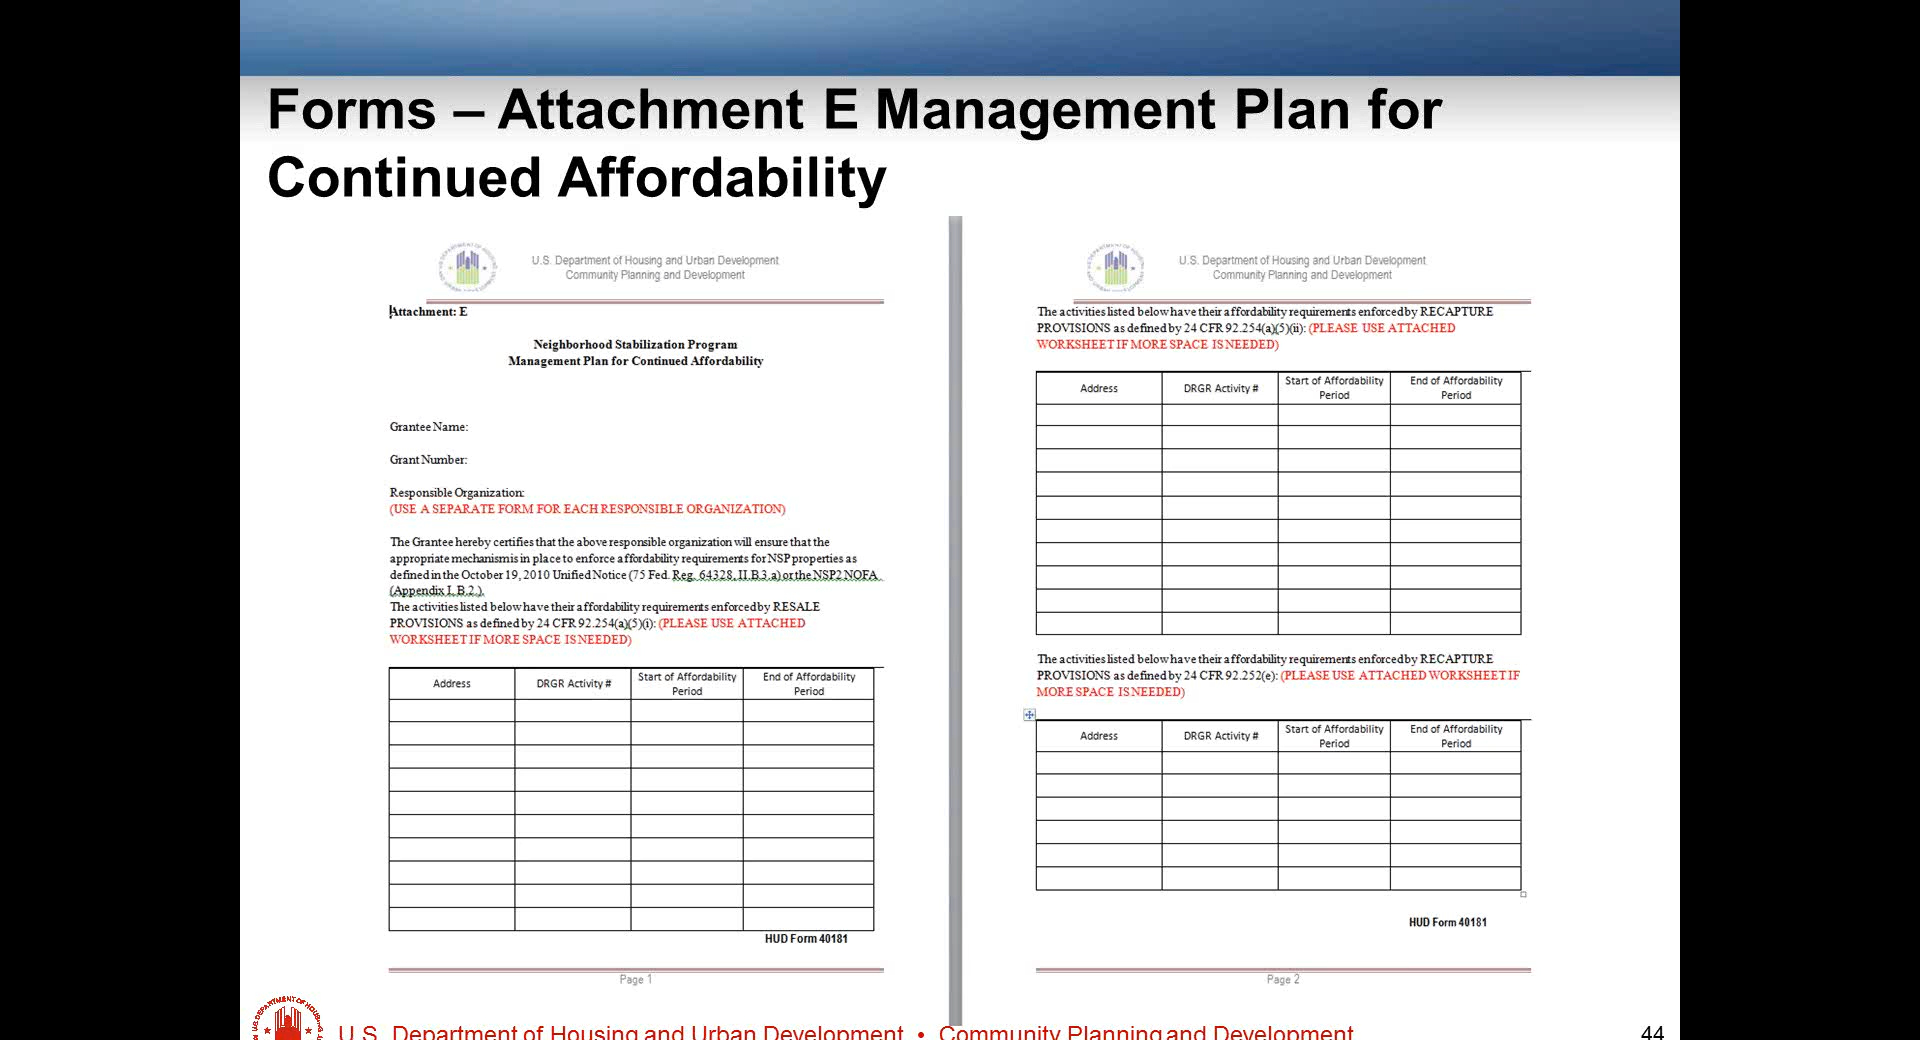 Forms – Attachment E Management Plan for
Continued Affordability
U.S. Department of Housing and Urban Development
Community Planning and Development
Attachment: E
Neighborhood Stabilization Program
Management Plan for Continued Affordability
Grantee Name:
Grant Number:
Responsible Organization:
(USE A SEPARATE FORM FOR EACH RESPONSIBLE ORGANIZATION)
The Grantee hereby certifies that the above responsible organization will ensure that the
appropriate mechanism is in place to enforce affordability requirements for NSP properties as
defined in the October 19, 2010 Unified Notice (75 Fed. Reg. 64328, II.B.3.a) or the NSP2 NOFA
(Appendix I. B.2.).
The activities listed below have their affordability requirements enforced by RESALE
PROVISIONS as defined by 24 CFR 92.254(a)(5)(i): (PLEASE USE ATTACHED
WORKSHEET IF MORE SPACE IS NEEDED)
Address DRGR Activity # Start of Affordability Period End of Affordability Period
HUD Form 40181
Page 1
U.S. Department of Housing and Urban Development
Community Planning and Development
The activities listed below have their affordability requirements enforced by RECAPTURE
PROVISIONS as defined by 24 CFR 92.254(a)(5)(ii): (PLEASE USE ATTACHED
WORKSHEET IF MORE SPACE IS NEEDED)
Address DRGR Activity # Start of Affordability Period End of Affordability Period
The activities listed below have their affordability requirements enforced by RECAPTURE
PROVISIONS as defined by 24 CFR 92.252(e): (PLEASE USE ATTACHED WORKSHEET IF
MORE SPACE IS NEEDED)
Address DRGR Activity # Start of Affordability Period End of Affordability Period
HUD Form 40181
Page 2
U.S. Department of Housing and Urban Development • Community Planning and Development
44